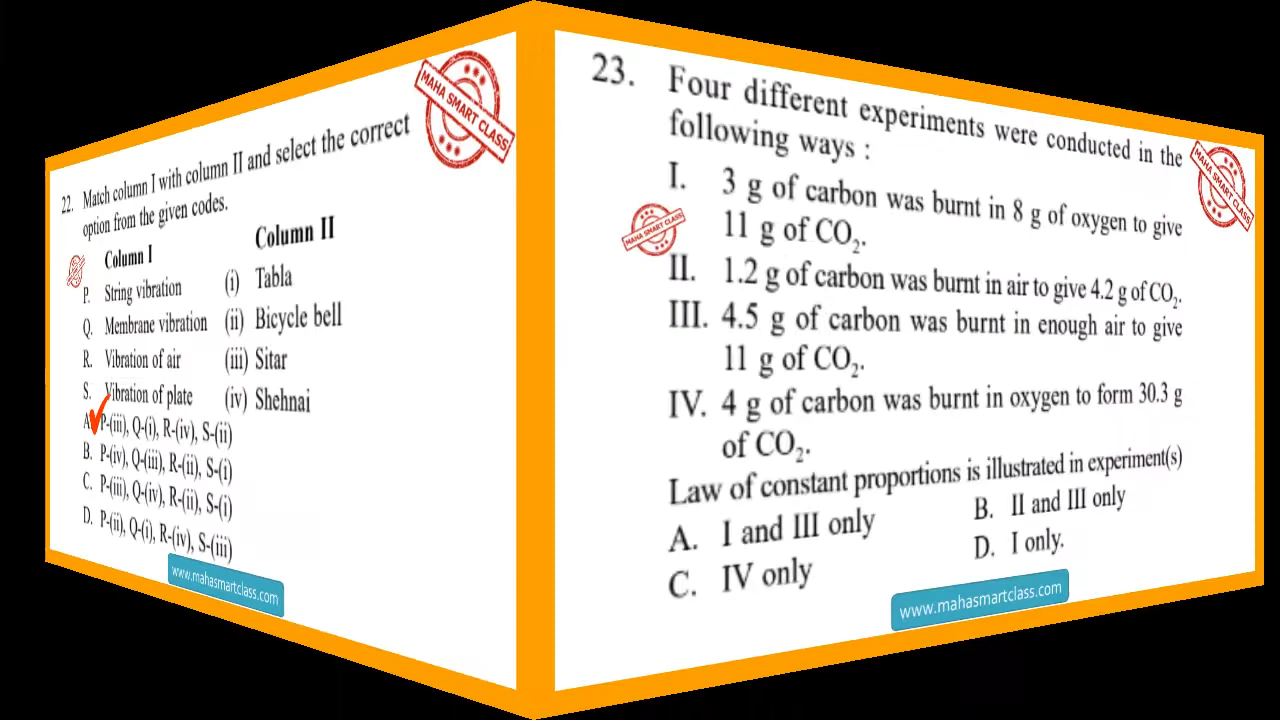 22. Match column I with column II and select the correct
option from the given codes.
Column I Column II
P. String vibration (i) Tabla
Q. Membrane vibration (ii) Bicycle bell
R. Vibration of air (iii) Sitar
S. Vibration of plate (iv) Shehnai
A. P-(iii), Q-(i), R-(iv), S-(ii)
B. P-(iv), Q-(iii), R-(ii), S-(i)
C. P-(iii), Q-(iv), R-(ii), S-(i)
D. P-(ii), Q-(i), R-(iv), S-(iii)
MAHA SMART CLASS
www.mahasmartclass.com
23. Four different experiments were conducted in the
following ways :
I. 3 g of carbon was burnt in 8 g of oxygen to give
11 g of CO₂.
II. 1.2 g of carbon was burnt in air to give 4.2 g of CO₂.
III. 4.5 g of carbon was burnt in enough air to give
11 g of CO₂.
IV. 4 g of carbon was burnt in oxygen to form 30.3 g
of CO₂.
Law of constant proportions is illustrated in experiment(s)
A. I and III only B. II and III only
C. IV only D. I only.
MAHA SMART CLASS
MAHA SMART CLASS
www.mahasmartclass.com